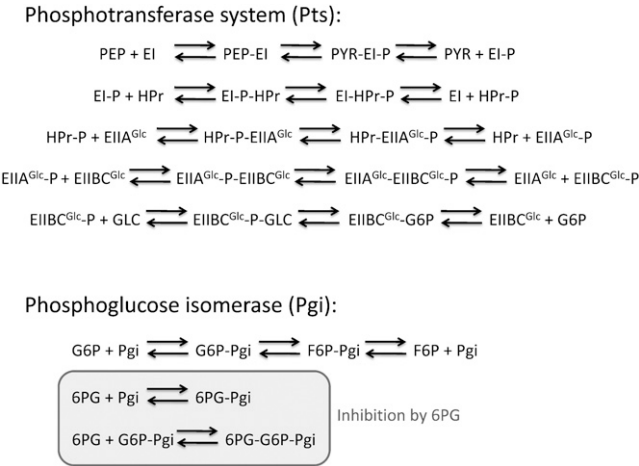 Phosphotransferase system (Pts):
PEP + EI ⇌ PEP-EI ⇌ PYR-EI-P ⇌ PYR + EI-P
EI-P + HPr ⇌ EI-P-HPr ⇌ EI-HPr-P ⇌ EI + HPr-P
HPr-P + EIIAᴳˡᶜ ⇌ HPr-P-EIIAᴳˡᶜ ⇌ HPr-EIIAᴳˡᶜ-P ⇌ HPr + EIIAᴳˡᶜ-P
EIIAᴳˡᶜ-P + EIIBCᴳˡᶜ ⇌ EIIAᴳˡᶜ-P-EIIBCᴳˡᶜ ⇌ EIIAᴳˡᶜ-EIIBCᴳˡᶜ-P ⇌ EIIAᴳˡᶜ + EIIBCᴳˡᶜ-P
EIIBCᴳˡᶜ-P + GLC ⇌ EIIBCᴳˡᶜ-P-GLC ⇌ EIIBCᴳˡᶜ-G6P ⇌ EIIBCᴳˡᶜ + G6P
Phosphoglucose isomerase (Pgi):
G6P + Pgi ⇌ G6P-Pgi ⇌ F6P-Pgi ⇌ F6P + Pgi
6PG + Pgi ⇌ 6PG-Pgi
Inhibition by 6PG
6PG + G6P-Pgi ⇌ 6PG-G6P-Pgi